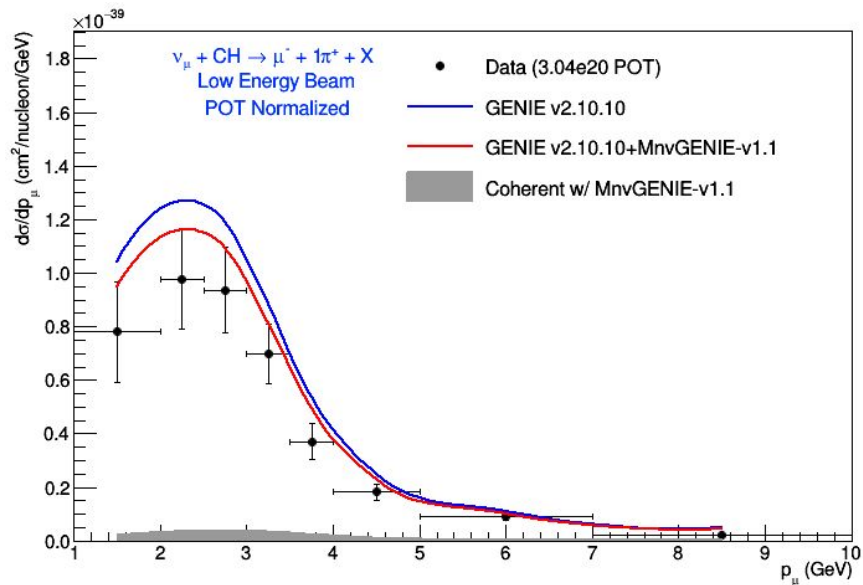 ×10⁻³⁹
ν_μ + CH → μ⁻ + 1π⁺ + X
Low Energy Beam
POT Normalized
Data (3.04e20 POT)
GENIE v2.10.10
GENIE v2.10.10+MnvGENIE-v1.1
Coherent w/ MnvGENIE-v1.1
dσ/dp_μ (cm²/nucleon/GeV)
1.8
1.6
1.4
1.2
1.0
0.8
0.6
0.4
0.2
0.0
1 2 3 4 5 6 7 8 9 10
p_μ (GeV)